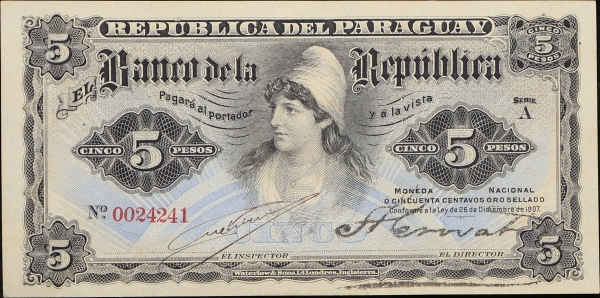 REPUBLICA DEL PARAGUAY
5
CINCO
5
PESOS
EL Banco de la República
Pagará al portador y á la vista
SERIE
A
CINCO 5 PESOS
CINCO 5 PESOS
MONEDA NACIONAL
Ó CINCUENTA CENTAVOS ORO SELLADO
Conforme a la Ley de 26 de Diciembre de 1907.
No. 0024241
CINCO
5
5
EL INSPECTOR
EL DIRECTOR
Waterlow & Sons, Ld Londres, Inglaterra.